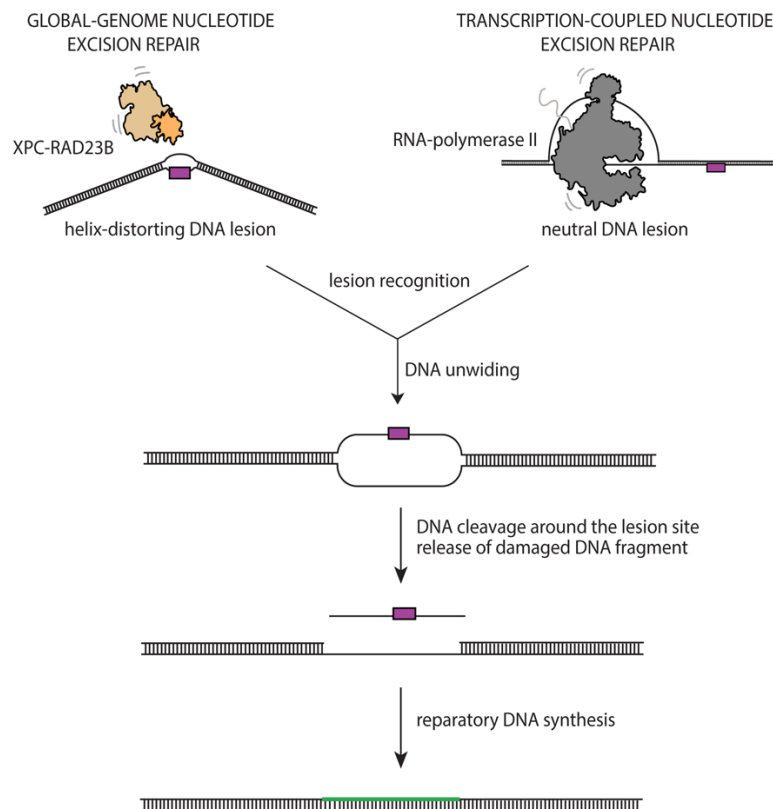 GLOBAL-GENOME NUCLEOTIDE
EXCISION REPAIR
TRANSCRIPTION-COUPLED NUCLEOTIDE
EXCISION REPAIR
XPC-RAD23B
RNA-polymerase II
helix-distorting DNA lesion
neutral DNA lesion
lesion recognition
DNA unwiding
DNA cleavage around the lesion site
release of damaged DNA fragment
reparatory DNA synthesis